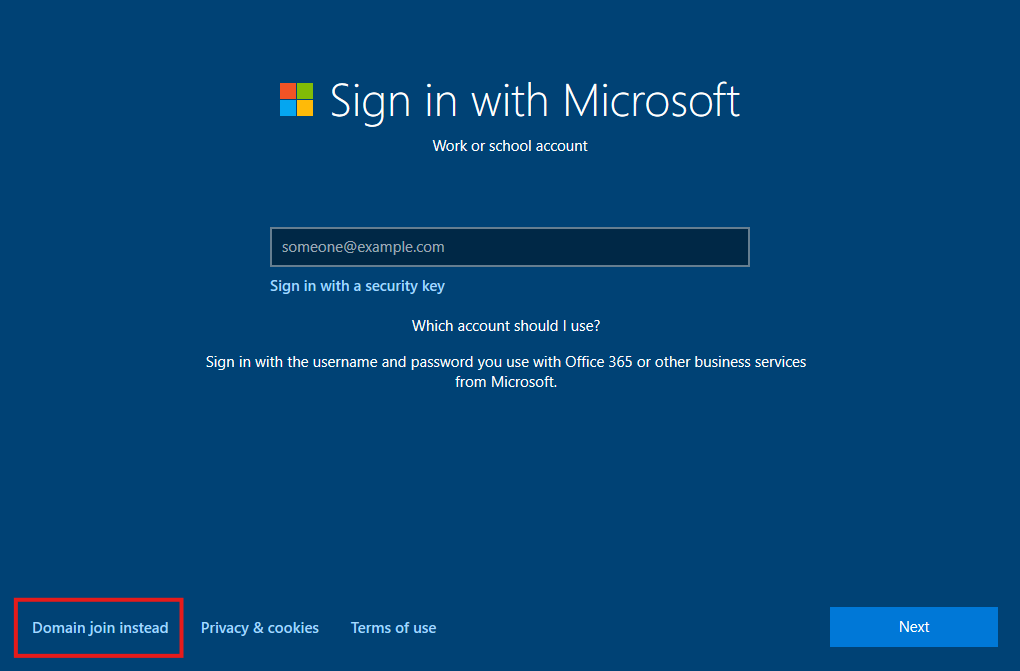 Sign in with Microsoft
Work or school account
someone@example.com
Sign in with a security key
Which account should I use?
Sign in with the username and password you use with Office 365 or other business services
from Microsoft.
Domain join instead
Privacy & cookies
Terms of use
Next